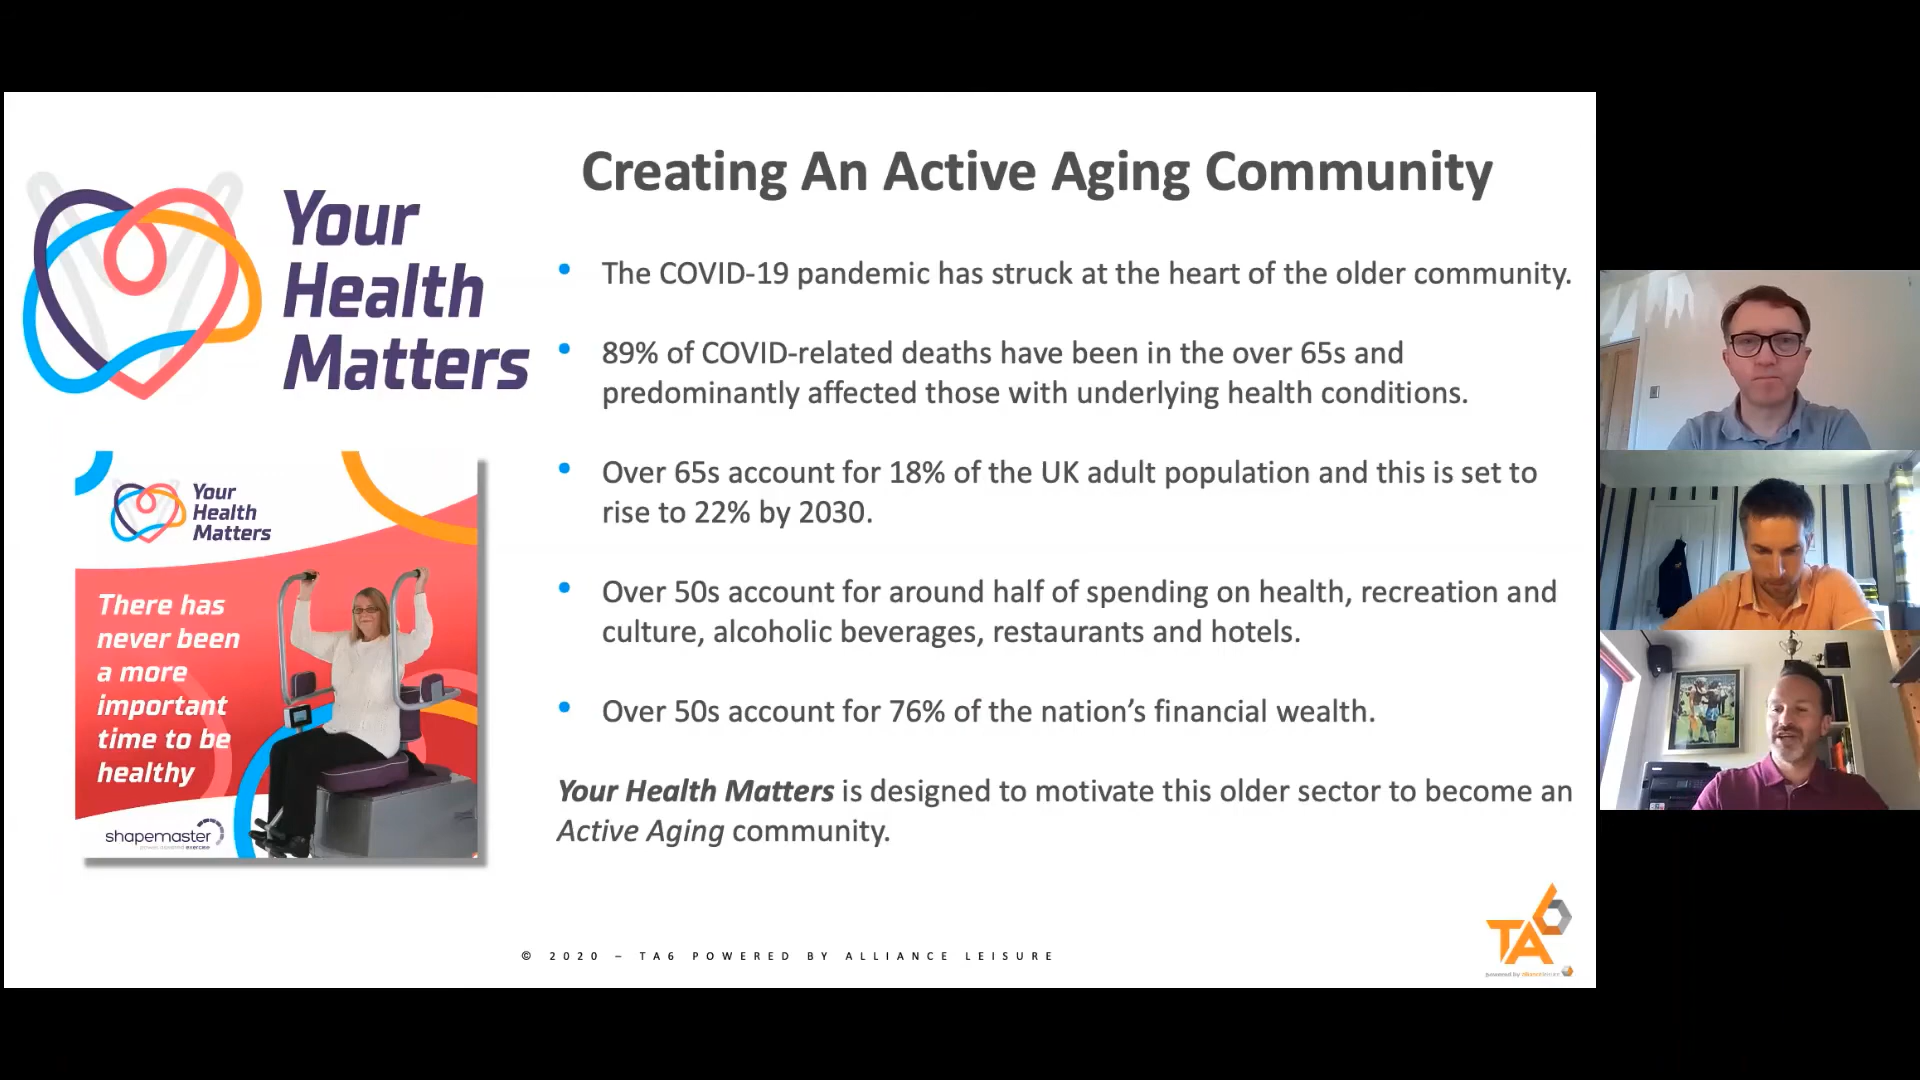 Creating An Active Aging Community
Your
Health
Matters
• The COVID-19 pandemic has struck at the heart of the older community.
• 89% of COVID-related deaths have been in the over 65s and
predominantly affected those with underlying health conditions.
• Over 65s account for 18% of the UK adult population and this is set to
rise to 22% by 2030.
• Over 50s account for around half of spending on health, recreation and
culture, alcoholic beverages, restaurants and hotels.
• Over 50s account for 76% of the nation's financial wealth.
Your Health Matters is designed to motivate this older sector to become an
Active Aging community.
Your
Health
Matters
There has
never been
a more
important
time to be
healthy
shapemaster
power assisted exercise
TA6
powered by allianceleisure
© 2020 – TA6 POWERED BY ALLIANCE LEISURE